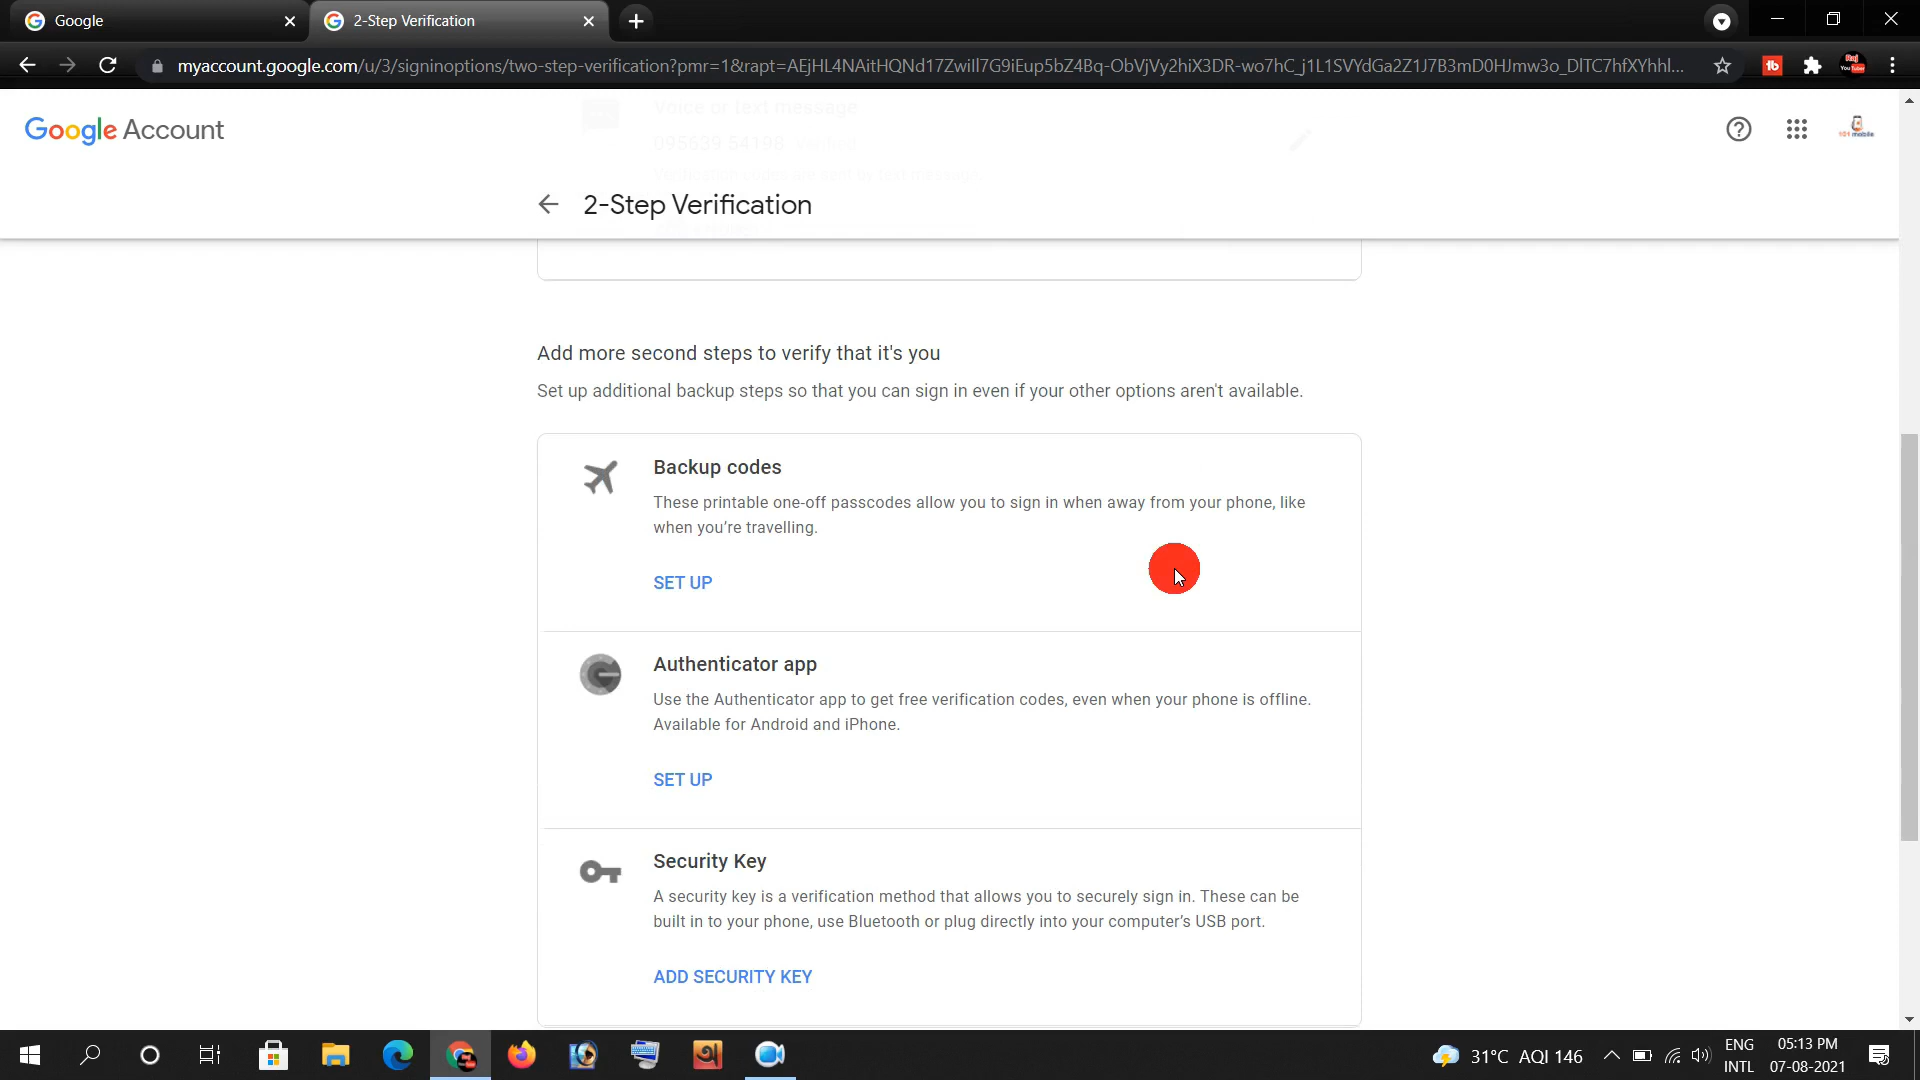 Google
2-Step Verification
myaccount.google.com/u/3/signinoptions/two-step-verification?pmr=1&rapt=
Google Account
Voice or text message
095639 54198 Verified
2-Step Verification
Add more second steps to verify that it's you
Set up additional backup steps so that you can sign in even if your other options aren't available.
Backup codes
These printable one-off passcodes allow you to sign in when away from your phone, like
when you’re travelling.
SET UP
Authenticator app
Use the Authenticator app to get free verification codes, even when your phone is offline.
Available for Android and iPhone.
SET UP
Security Key
A security key is a verification method that allows you to securely sign in. These can be
built in to your phone, use Bluetooth or plug directly into your computer’s USB port.
ADD SECURITY KEY
31°C AQI 146
ENG
INTL
05:13 PM
07-08-2021